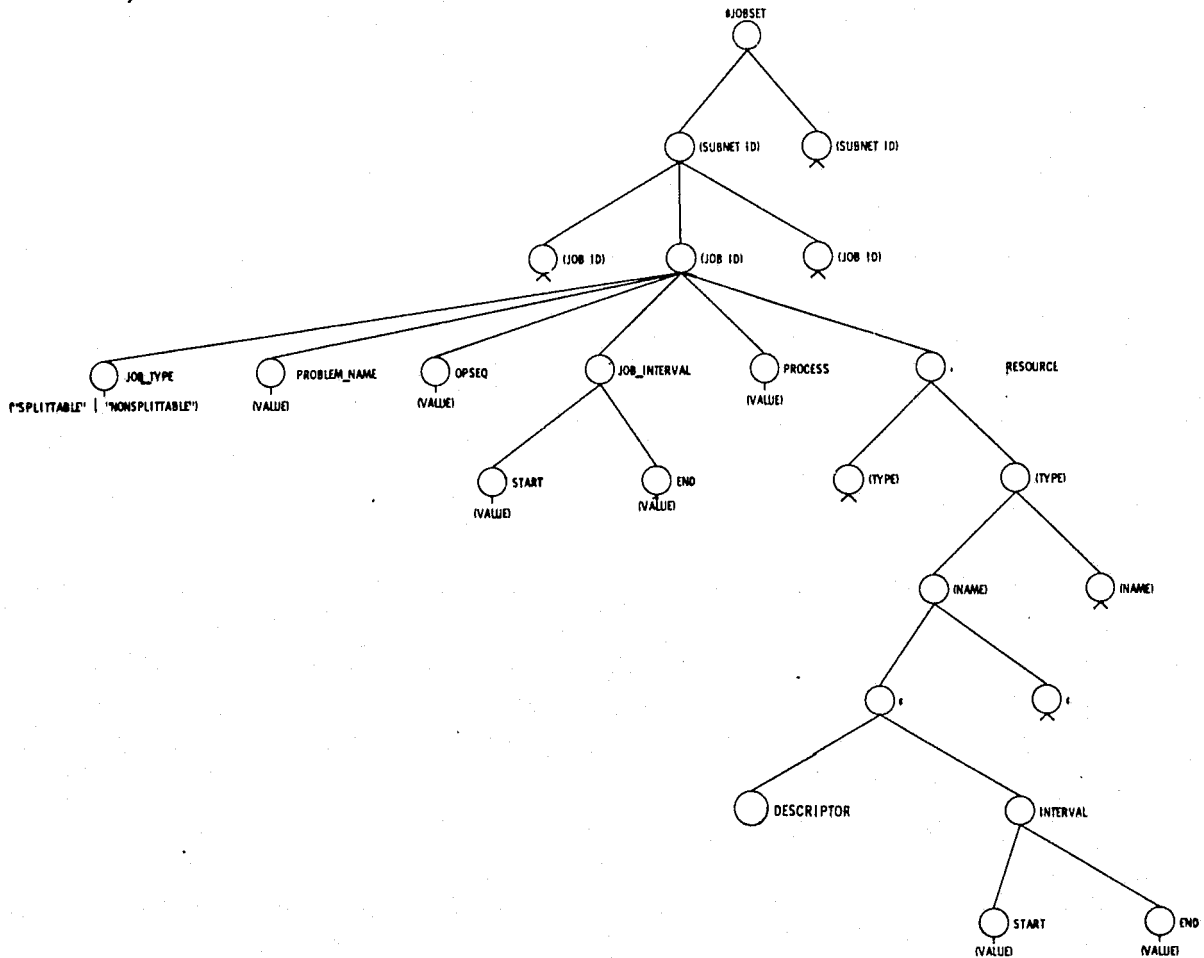 $JOBSET
(SUBNET ID) (SUBNET ID)
(JOB ID) (JOB ID) (JOB ID)
JOB_TYPE PROBLEM_NAME OPSEQ JOB_INTERVAL PROCESS RESOURCE
("SPLITTABLE" | "NONSPLITTABLE") (VALUE) (VALUE) (VALUE)
START END (TYPE) (TYPE)
(VALUE) (VALUE)
(NAME) (NAME)
DESCRIPTOR INTERVAL
START END
(VALUE) (VALUE)